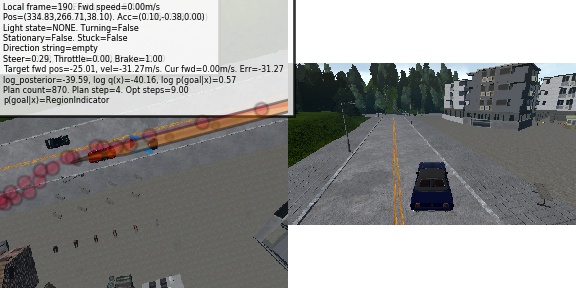 Local frame=190. Fwd speed=0.00m/s
Pos=(334.83,266.71,38.10). Acc=(0.10,-0.38,0.00)
Light state=NONE. Turning=False
Stationary=False. Stuck=False
Direction string=empty
Steer=0.29, Throttle=0.00, Brake=1.00
Target fwd pos=-25.01, vel=-31.27m/s. Cur fwd=0.00m/s. Err=-31.27
log_posterior=-39.59, log q(x)=-40.16, log p(goal|x)=0.57
Plan count=870. Plan step=4. Opt steps=9.00
p(goal|x)=RegionIndicator